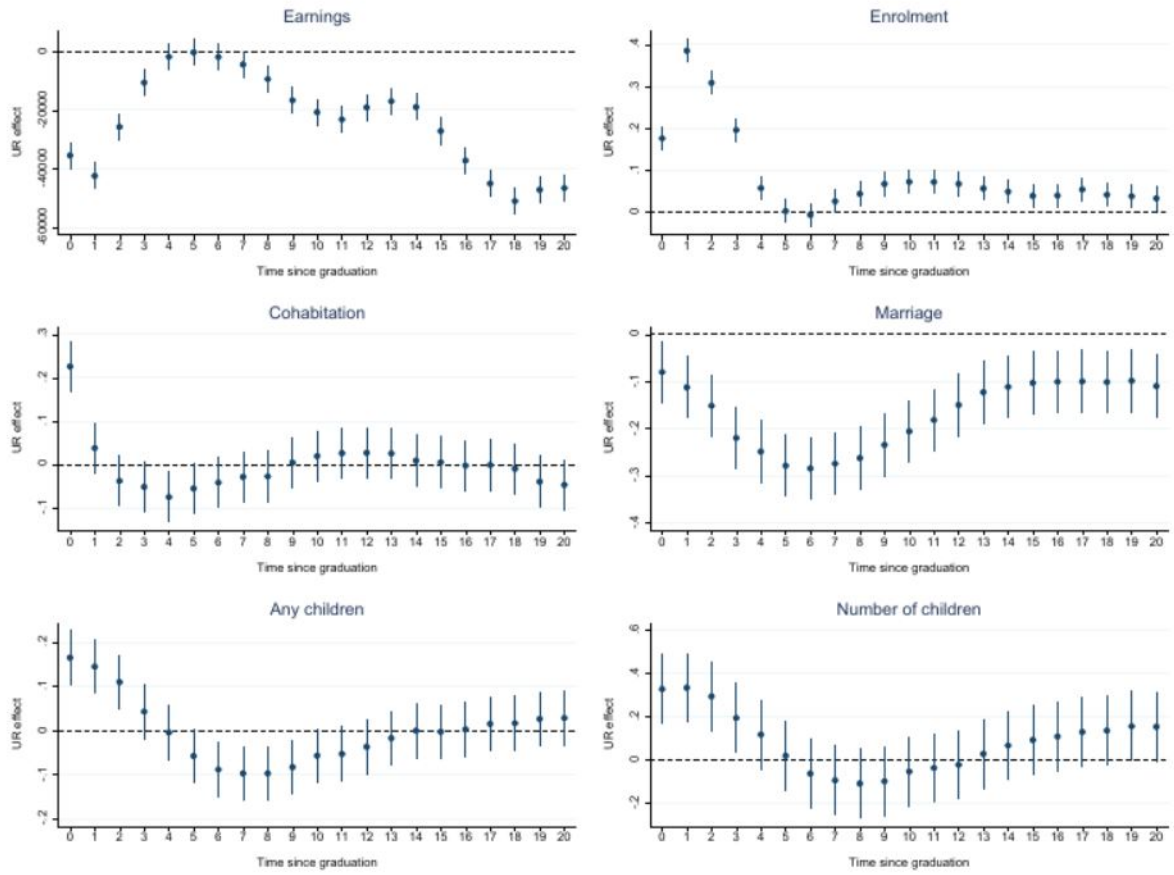 Earnings
UR effect
0
-20000
-40000
-60000
0 1 2 3 4 5 6 7 8 9 10 11 12 13 14 15 16 17 18 19 20
Time since graduation
Enrolment
UR effect
.4
.3
.2
.1
0
0 1 2 3 4 5 6 7 8 9 10 11 12 13 14 15 16 17 18 19 20
Time since graduation
Cohabitation
UR effect
.3
.2
.1
0
-.1
0 1 2 3 4 5 6 7 8 9 10 11 12 13 14 15 16 17 18 19 20
Time since graduation
Marriage
UR effect
0
-.1
-.2
-.3
-.4
0 1 2 3 4 5 6 7 8 9 10 11 12 13 14 15 16 17 18 19 20
Time since graduation
Any children
UR effect
.2
.1
0
-.1
-.2
0 1 2 3 4 5 6 7 8 9 10 11 12 13 14 15 16 17 18 19 20
Time since graduation
Number of children
UR effect
.6
.4
.2
0
-.2
0 1 2 3 4 5 6 7 8 9 10 11 12 13 14 15 16 17 18 19 20
Time since graduation